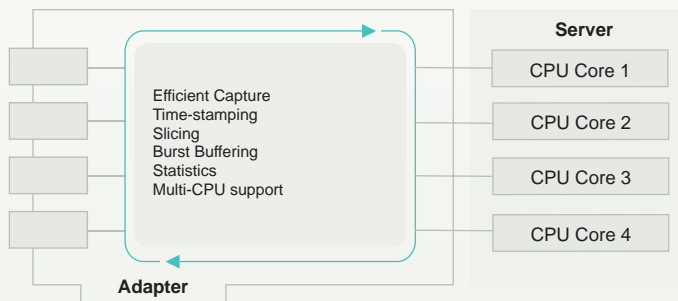 Server
CPU Core 1
Efficient Capture
Time-stamping
Slicing
Burst Buffering
Statistics
Multi-CPU support
CPU Core 2
CPU Core 3
CPU Core 4
Adapter